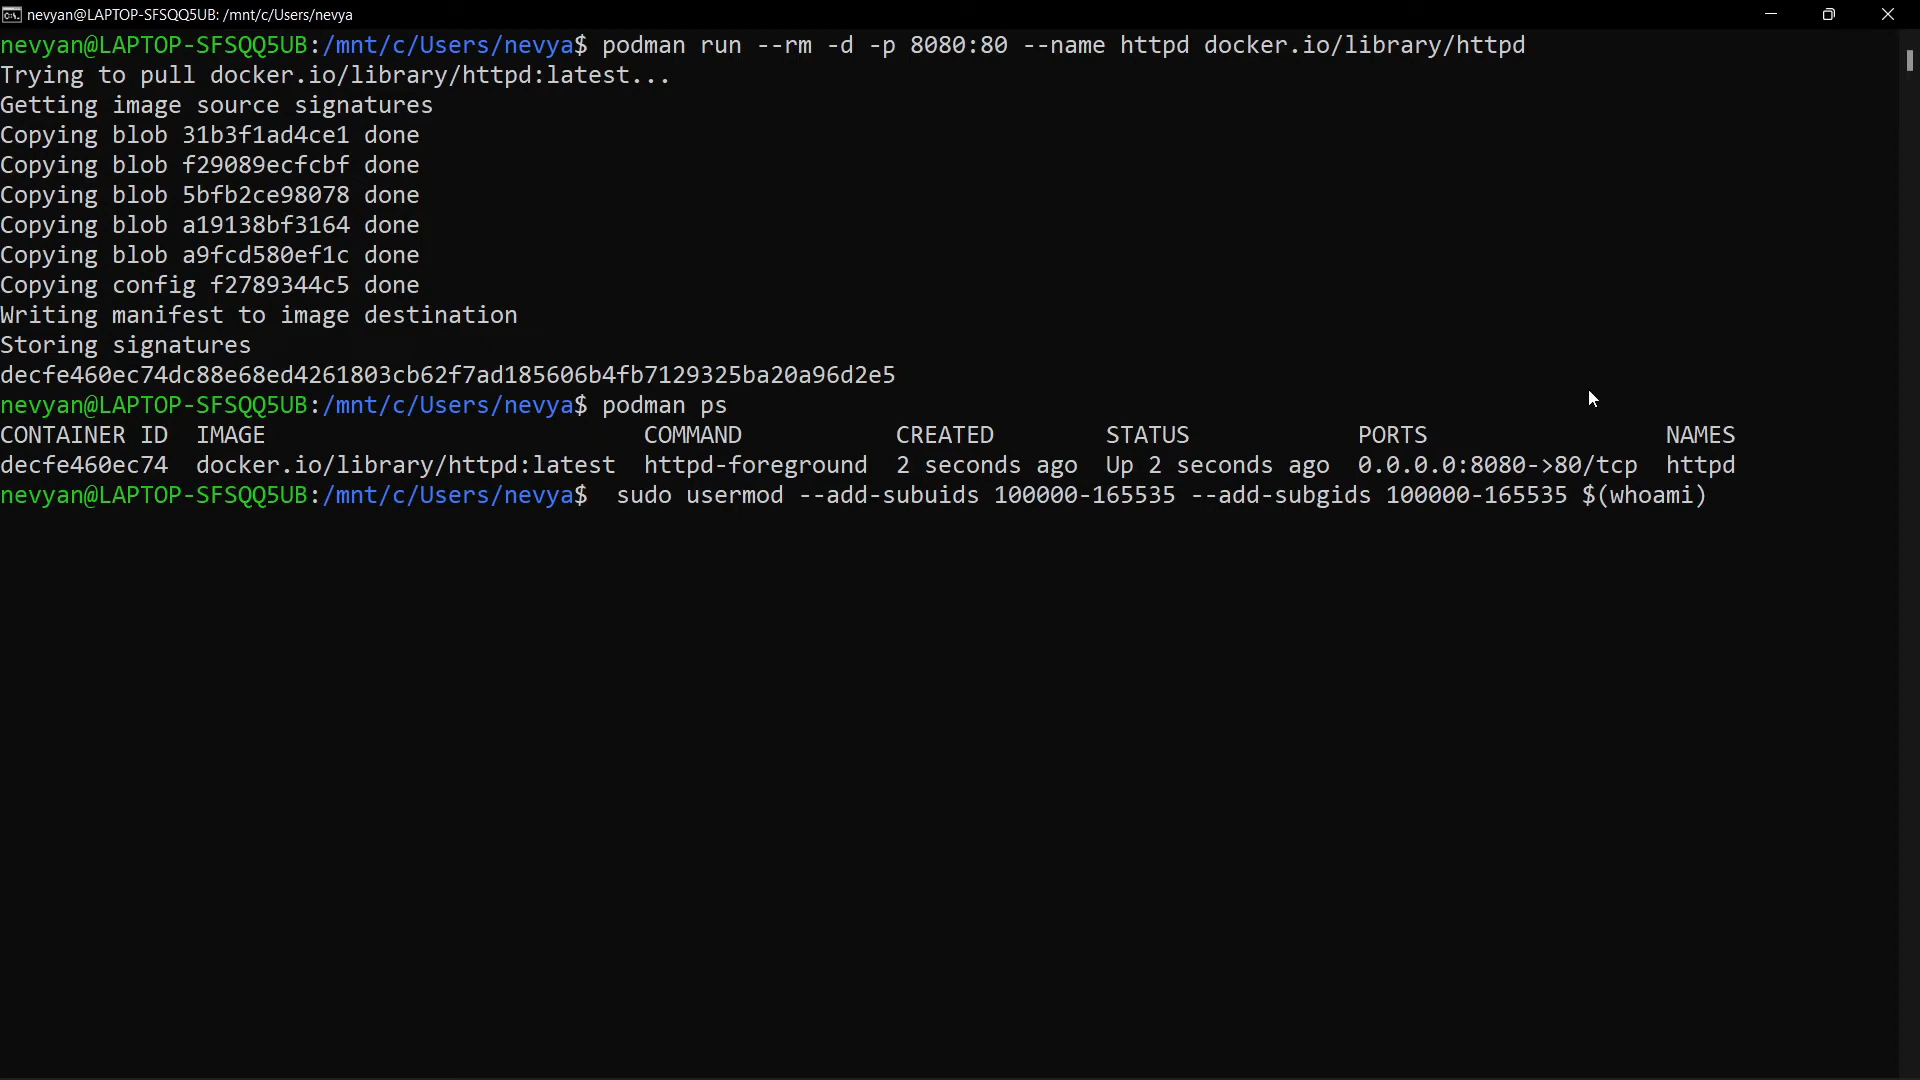 nevyan@LAPTOP-SFSQQ5UB: /mnt/c/Users/nevya
nevyan@LAPTOP-SFSQQ5UB:/mnt/c/Users/nevya$ podman run --rm -d -p 8080:80 --name httpd docker.io/library/httpd
Trying to pull docker.io/library/httpd:latest...
Getting image source signatures
Copying blob 31b3f1ad4ce1 done
Copying blob f29089ecfcbf done
Copying blob 5bfb2ce98078 done
Copying blob a19138bf3164 done
Copying blob a9fcd580ef1c done
Copying config f2789344c5 done
Writing manifest to image destination
Storing signatures
decfe460ec74dc88e68ed4261803cb62f7ad185606b4fb7129325ba20a96d2e5
nevyan@LAPTOP-SFSQQ5UB:/mnt/c/Users/nevya$ podman ps
CONTAINER ID  IMAGE                           COMMAND           CREATED        STATUS            PORTS                 NAMES
decfe460ec74  docker.io/library/httpd:latest  httpd-foreground  2 seconds ago  Up 2 seconds ago  0.0.0.0:8080->80/tcp  httpd
nevyan@LAPTOP-SFSQQ5UB:/mnt/c/Users/nevya$  sudo usermod --add-subuids 100000-165535 --add-subgids 100000-165535 $(whoami)